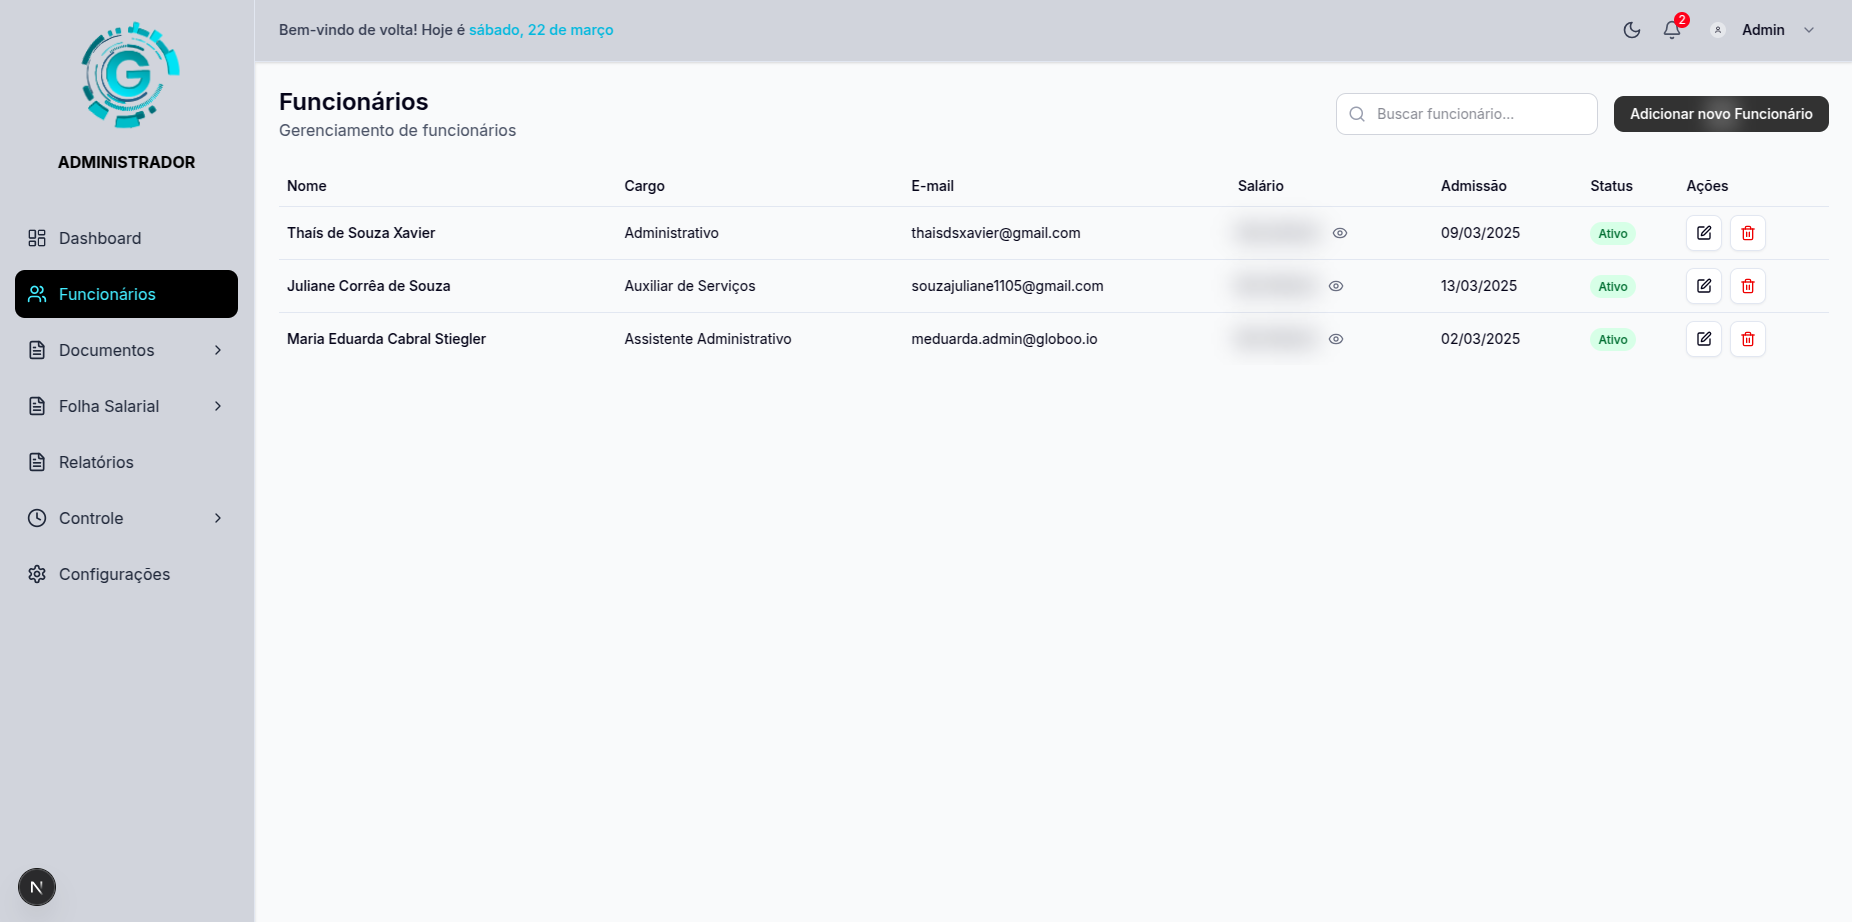 G
ADMINISTRADOR
Dashboard
Funcionários
Documentos
Folha Salarial
Relatórios
Controle
Configurações
N
Bem-vindo de volta! Hoje é sábado, 22 de março
2
Admin
Funcionários
Gerenciamento de funcionários
Buscar funcionário...
Adicionar novo Funcionário
Nome Cargo E-mail Salário Admissão Status Ações
Thaís de Souza Xavier Administrativo thaisdsxavier@gmail.com 09/03/2025 Ativo
Juliane Corrêa de Souza Auxiliar de Serviços souzajuliane1105@gmail.com 13/03/2025 Ativo
Maria Eduarda Cabral Stiegler Assistente Administrativo meduarda.admin@globoo.io 02/03/2025 Ativo